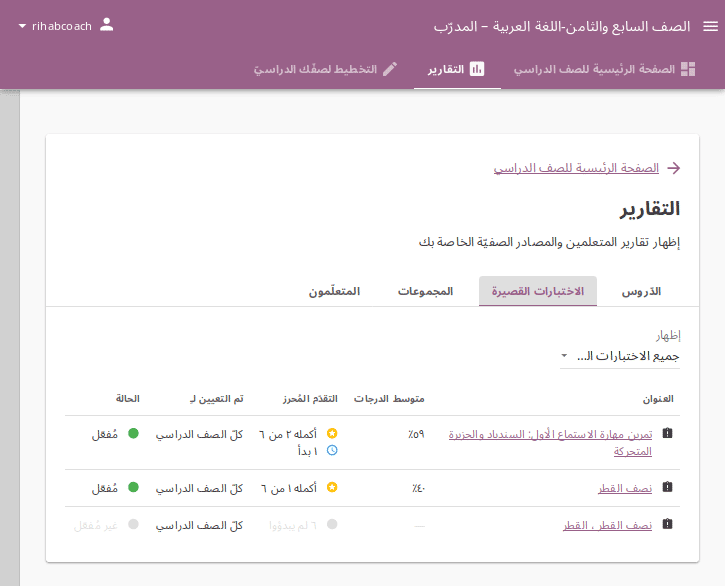 الصف السابع والثامن-اللغة العربية – المدرّب
rihabcoach
الصفحة الرئيسية للصف الدراسي
التقارير
التخطيط لصفّك الدراسيّ
الصفحة الرئيسية للصف الدراسي
التقارير
إظهار تقارير المتعلمين والمصادر الصفيّة الخاصة بك
الدّروس
الاختبارات القصيرة
المجموعات
المتعلّمون
إظهار
جميع الاختبارات ال...
العنوان
متوسط الدرجات
التقدّم المُحرز
تم التعيين لـِ
الحالة
تمرين مهارة الاستماع الأول: السندباد والجزيرة
المتحركة
٥٩٪
أكمله ٢ من ٦
١ بدأ
كلّ الصف الدراسي
مُفعّل
نصف القطر
٤٠٪
أكمله ١ من ٦
كلّ الصف الدراسي
مُفعّل
نصف القطر ، القطر
—
٦ لم يبدؤوا
كلّ الصف الدراسي
غير مُفعّل